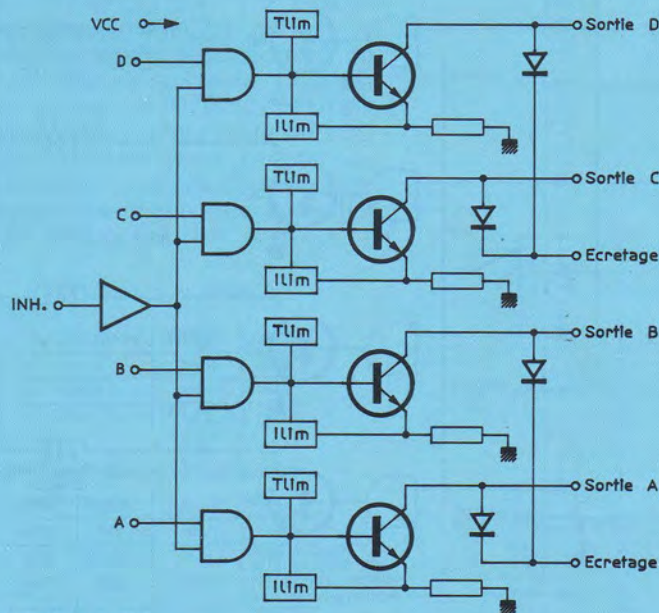 VCC
Tlim
Sortie D
D
Ilim
Tlim
Sortie C
C
Ilim
Ecretage
INH.
Tlim
Sortie B
B
Ilim
Tlim
Sortie A
A
Ilim
Ecretage